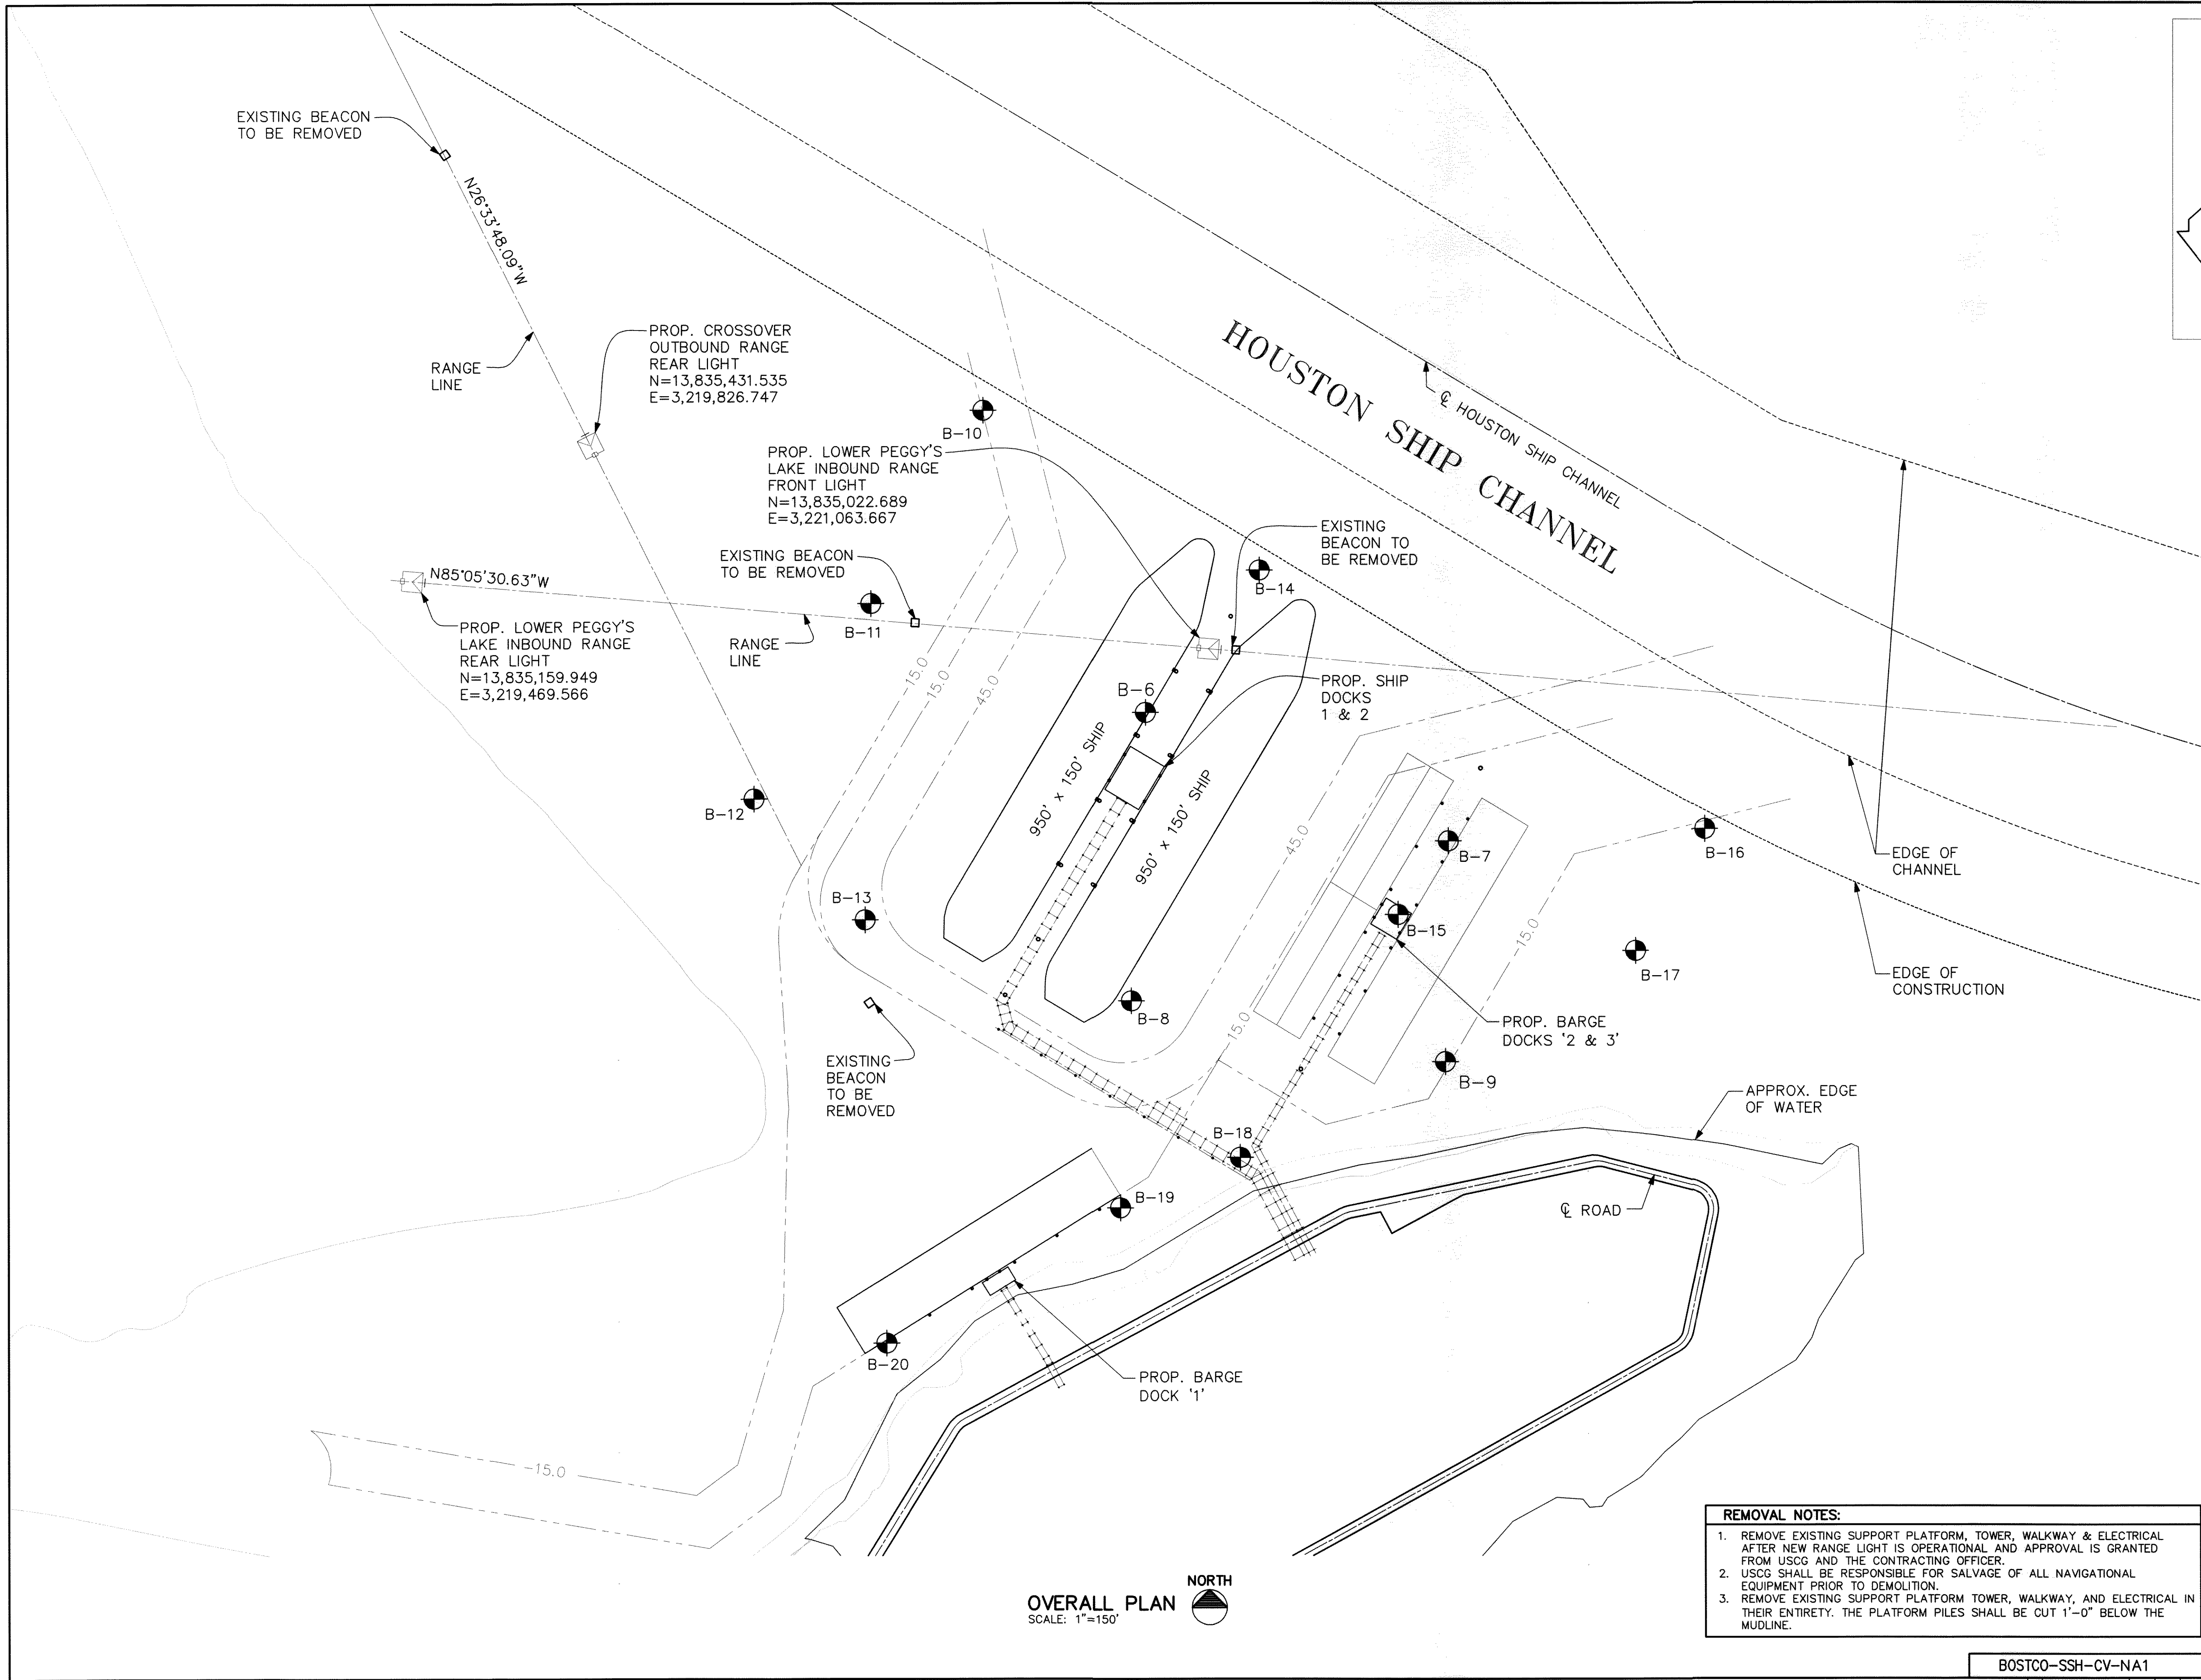 EXISTING BEACON
TO BE REMOVED
N26°33'48.09"W
RANGE
LINE
PROP. CROSSOVER
OUTBOUND RANGE
REAR LIGHT
N=13,835,431.535
E=3,219,826.747
B-10
PROP. LOWER PEGGY'S
LAKE INBOUND RANGE
FRONT LIGHT
N=13,835,022.689
E=3,221,063.667
HOUSTON SHIP CHANNEL
℄ HOUSTON SHIP CHANNEL
EXISTING BEACON
TO BE REMOVED
EXISTING
BEACON TO
BE REMOVED
B-14
N85°05'30.63"W
PROP. LOWER PEGGY'S
LAKE INBOUND RANGE
REAR LIGHT
N=13,835,159.949
E=3,219,469.566
B-11
RANGE
LINE
-15.0
-15.0
-45.0
B-6
PROP. SHIP
DOCKS
1 & 2
950' x 150' SHIP
950' x 150' SHIP
B-12
-45.0
B-7
B-16
EDGE OF
CHANNEL
B-13
B-15
-15.0
B-17
EDGE OF
CONSTRUCTION
B-8
-15.0
PROP. BARGE
DOCKS '2 & 3'
EXISTING
BEACON
TO BE
REMOVED
B-9
APPROX. EDGE
OF WATER
B-18
B-19
℄ ROAD
B-20
PROP. BARGE
DOCK '1'
-15.0
REMOVAL NOTES:
1. REMOVE EXISTING SUPPORT PLATFORM, TOWER, WALKWAY & ELECTRICAL
AFTER NEW RANGE LIGHT IS OPERATIONAL AND APPROVAL IS GRANTED
FROM USCG AND THE CONTRACTING OFFICER.
2. USCG SHALL BE RESPONSIBLE FOR SALVAGE OF ALL NAVIGATIONAL
EQUIPMENT PRIOR TO DEMOLITION.
3. REMOVE EXISTING SUPPORT PLATFORM TOWER, WALKWAY, AND ELECTRICAL IN
THEIR ENTIRETY. THE PLATFORM PILES SHALL BE CUT 1'-0" BELOW THE
MUDLINE.
NORTH
OVERALL PLAN
SCALE: 1"=150'
BOSTCO-SSH-CV-NA1